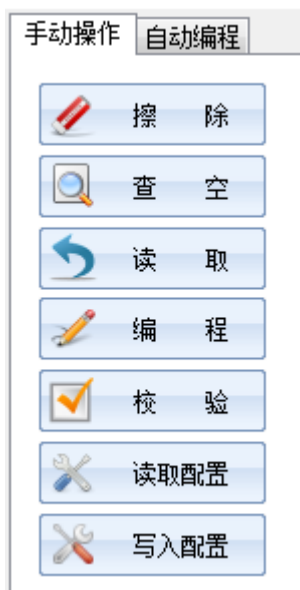 手动操作 自动编程
擦 除
查 空
读 取
编 程
校 验
读取配置
写入配置